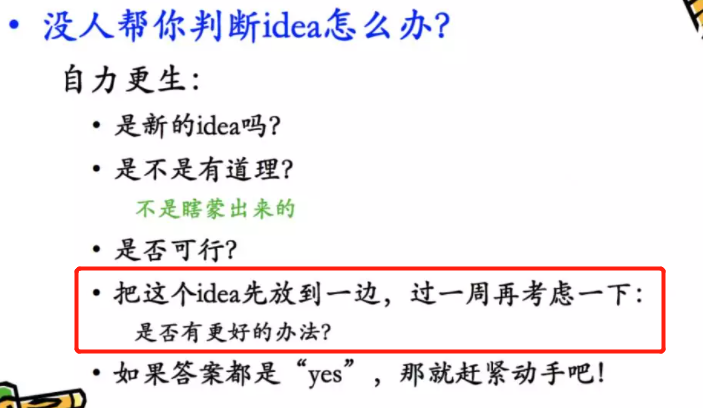 • 没人帮你判断idea怎么办?
自力更生:
• 是新的idea吗?
• 是不是有道理?
不是瞎蒙出来的
• 是否可行?
• 把这个idea先放到一边，过一周再考虑一下:
是否有更好的办法?
• 如果答案都是“yes”，那就赶紧动手吧!